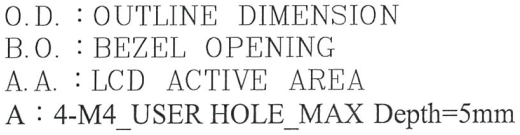 O.D. : OUTLINE DIMENSION
B.O. : BEZEL OPENING
A.A. : LCD ACTIVE AREA
A : 4-M4_USER HOLE_MAX Depth=5mm